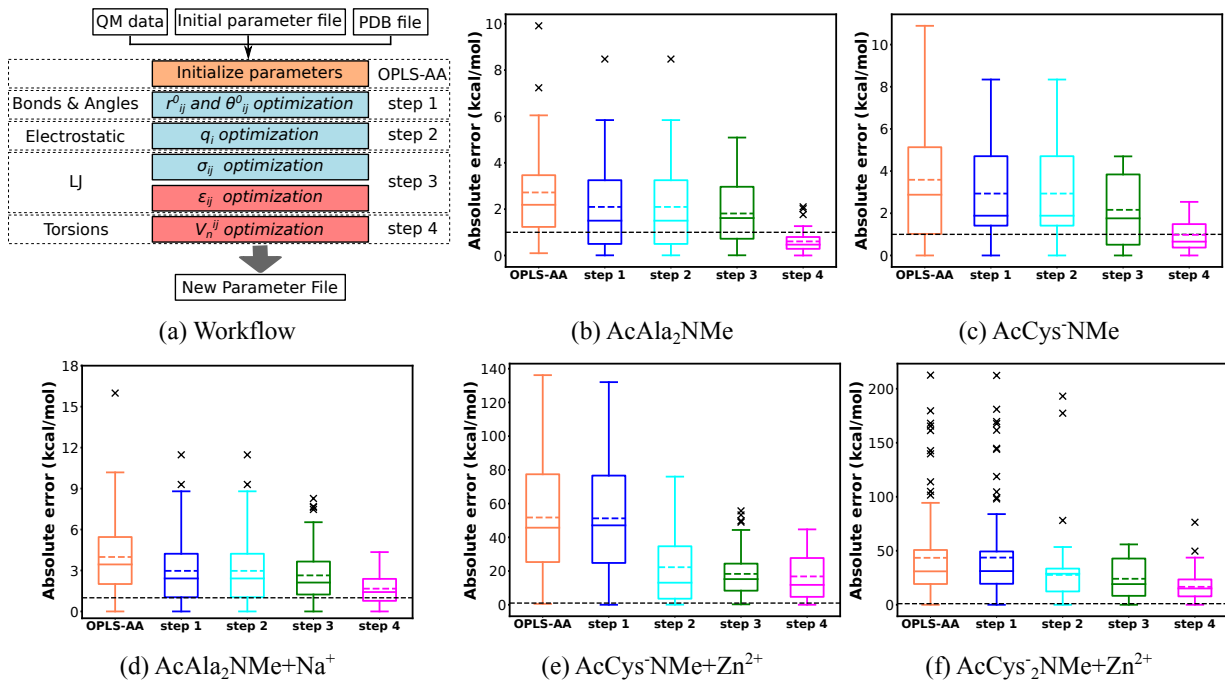 QM data Initial parameter file PDB file
Initialize parameters OPLS-AA
Bonds & Angles r⁰ij and θ⁰ij optimization step 1
Electrostatic qi optimization step 2
σij optimization
LJ step 3
εij optimization
Torsions Vnij optimization step 4
New Parameter File
(a) Workflow
Absolute error (kcal/mol)
10
8
6
4
2
0
OPLS-AA step 1 step 2 step 3 step 4
(b) AcAla₂NMe
Absolute error (kcal/mol)
10
8
6
4
2
0
OPLS-AA step 1 step 2 step 3 step 4
(c) AcCys⁻NMe
Absolute error (kcal/mol)
18
15
12
9
6
3
0
OPLS-AA step 1 step 2 step 3 step 4
(d) AcAla₂NMe+Na⁺
Absolute error (kcal/mol)
140
120
100
80
60
40
20
0
OPLS-AA step 1 step 2 step 3 step 4
(e) AcCys⁻NMe+Zn²⁺
Absolute error (kcal/mol)
200
150
100
50
0
OPLS-AA step 1 step 2 step 3 step 4
(f) AcCys⁻₂NMe+Zn²⁺